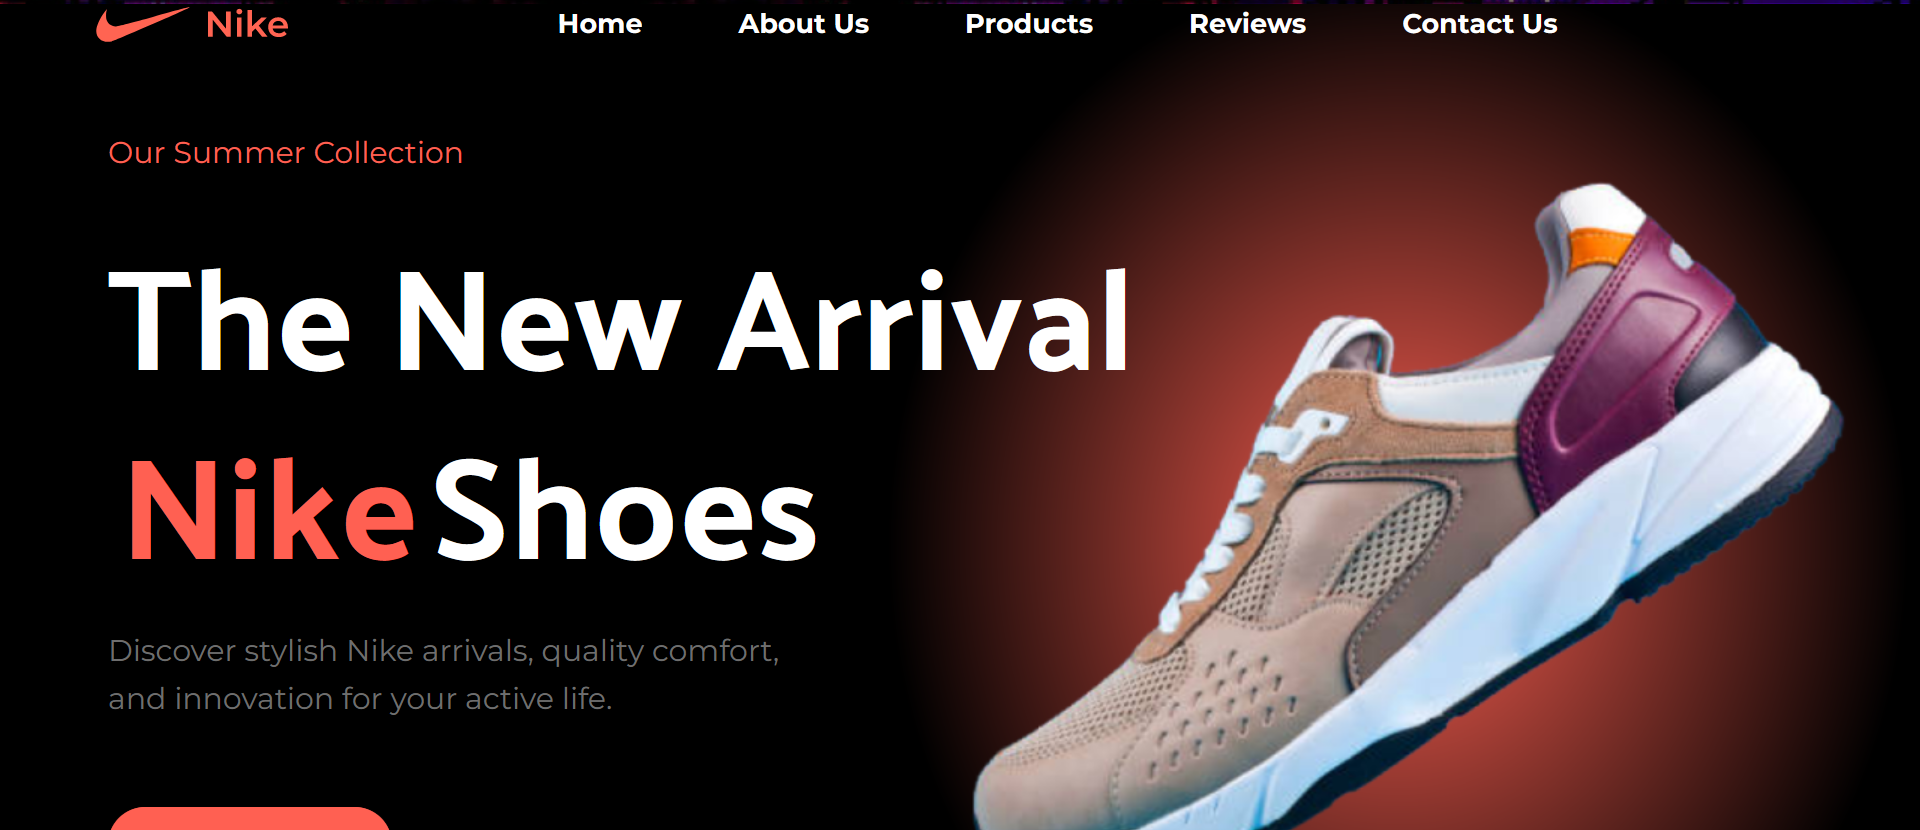 Nike Home About Us Products Reviews Contact Us
Our Summer Collection
The New Arrival
Nike Shoes
Discover stylish Nike arrivals, quality comfort,
and innovation for your active life.